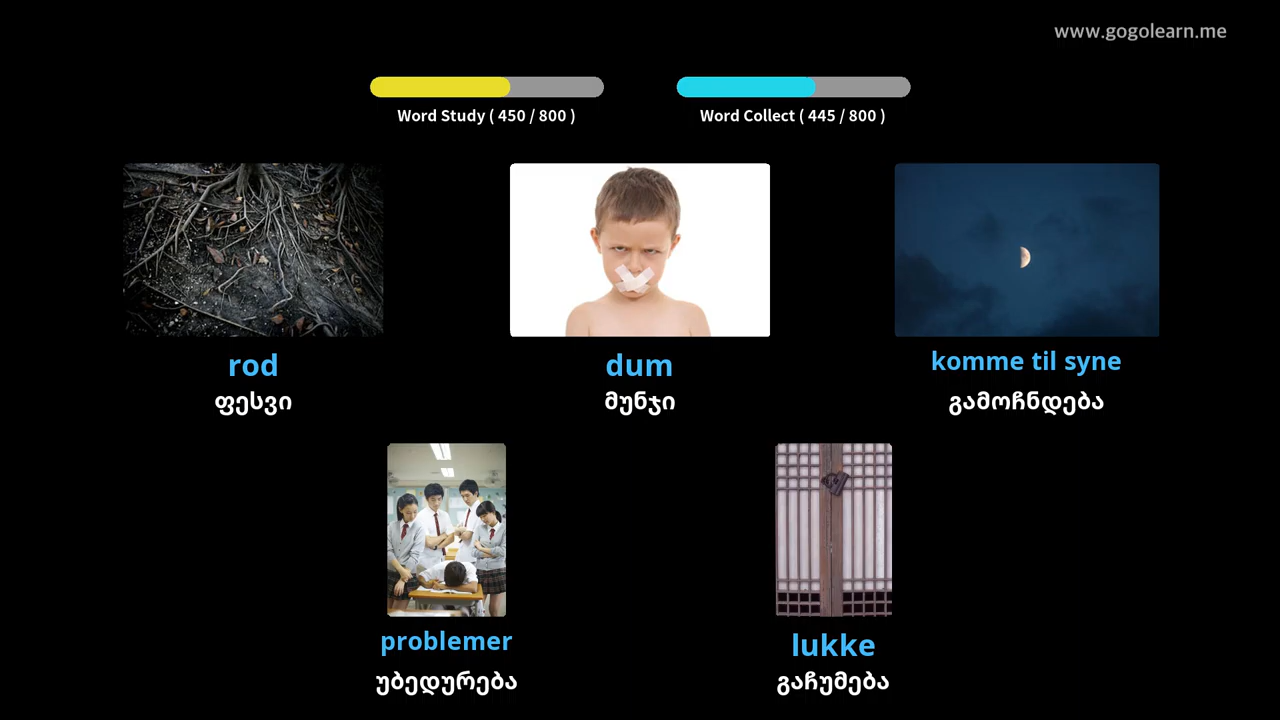 www.gogolearn.me
Word Study ( 450 / 800 )
Word Collect ( 445 / 800 )
rod
ფესვი
dum
მუნჯი
komme til syne
გამოჩნდება
problemer
უბედურება
lukke
გაჩუმება